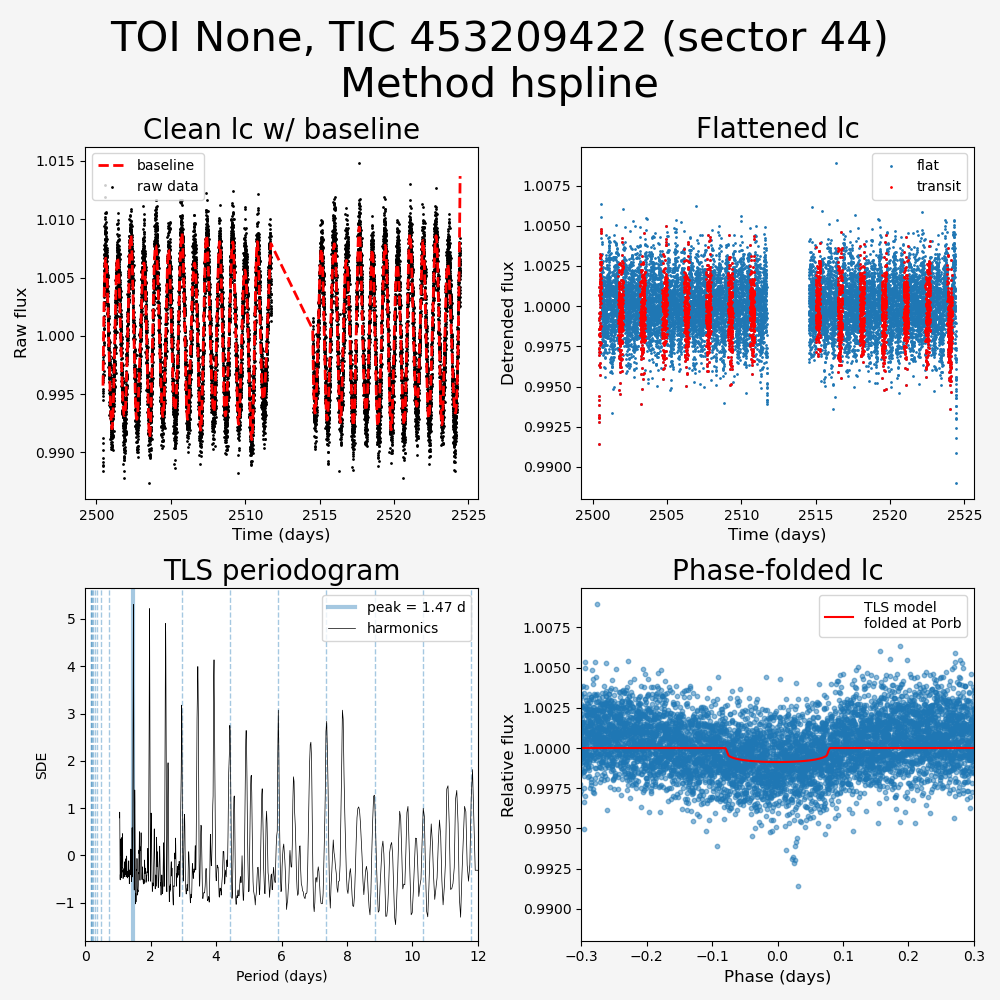 TOI None, TIC 453209422 (sector 44)
Method hspline
Clean lc w/ baseline
baseline
raw data
1.015
1.010
1.005
1.000
0.995
0.990
Raw flux
2500
2505
2510
2515
2520
2525
Time (days)
Flattened lc
flat
transit
1.0075
1.0050
1.0025
1.0000
0.9975
0.9950
0.9925
0.9900
Detrended flux
2500
2505
2510
2515
2520
2525
Time (days)
TLS periodogram
peak = 1.47 d
harmonics
5
4
3
2
1
0
−1
SDE
0
2
4
6
8
10
12
Period (days)
Phase-folded lc
TLS model
folded at Porb
1.0075
1.0050
1.0025
1.0000
0.9975
0.9950
0.9925
0.9900
Relative flux
−0.3
−0.2
−0.1
0.0
0.1
0.2
0.3
Phase (days)